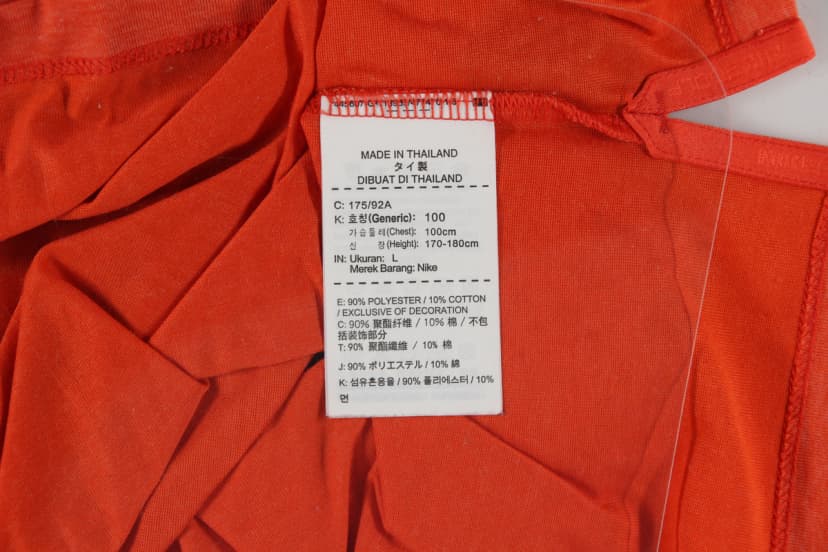 MADE IN THAILAND
タイ製
DIBUAT DI THAILAND
C: 175/92A
K: 호칭(Generic): 100
가슴둘레(Chest): 100cm
신 장(Height): 170-180cm
IN: Ukuran: L
Merek Barang: Nike
E: 90% POLYESTER / 10% COTTON
/ EXCLUSIVE OF DECORATION
C: 90% 聚酯纤维 / 10% 棉 / 不包
括装饰部分
T: 90% 聚酯纖維 / 10% 棉
J: 90% ポリエステル / 10% 綿
K: 섬유혼용율 / 90% 폴리에스터 / 10%
면